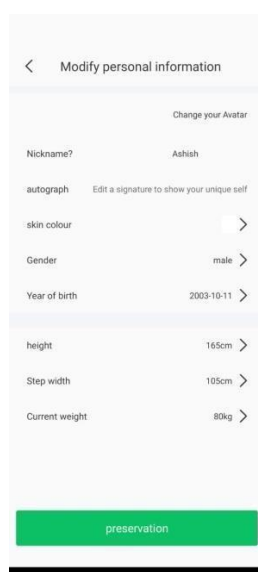 Modify personal information
Change your Avatar
Nickname? Ashish
autograph Edit a signature to show your unique self
skin colour
Gender male
Year of birth 2003-10-11
height 165cm
Step width 105cm
Current weight 80kg
preservation